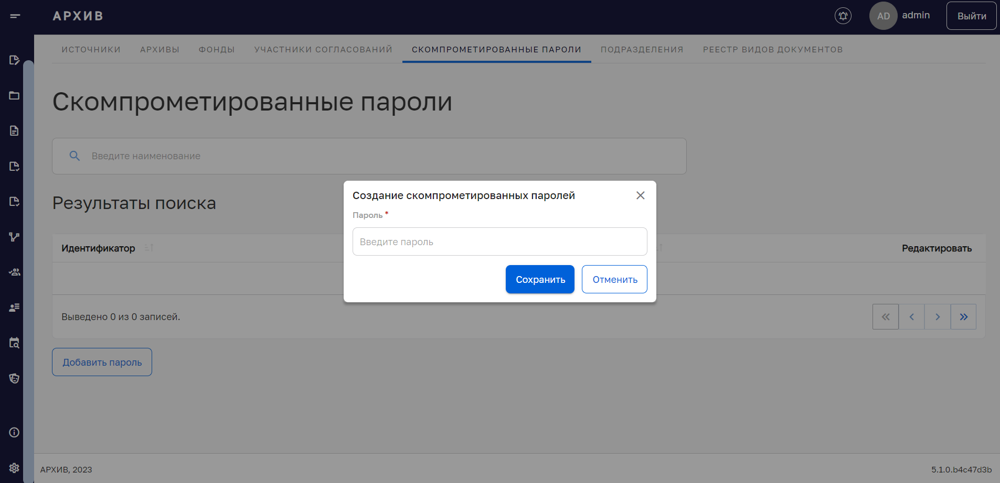 АРХИВ
AD
admin
Выйти
ИСТОЧНИКИ
АРХИВЫ
ФОНДЫ
УЧАСТНИКИ СОГЛАСОВАНИЙ
СКОМПРОМЕТИРОВАННЫЕ ПАРОЛИ
ПОДРАЗДЕЛЕНИЯ
РЕЕСТР ВИДОВ ДОКУМЕНТОВ
Скомпрометированные пароли
Введите наименование
Результаты поиска
Создание скомпрометированных паролей
Пароль *
Введите пароль
Сохранить
Отменить
Идентификатор
Редактировать
Выведено 0 из 0 записей.
Добавить пароль
АРХИВ, 2023
5.1.0.b4c47d3b